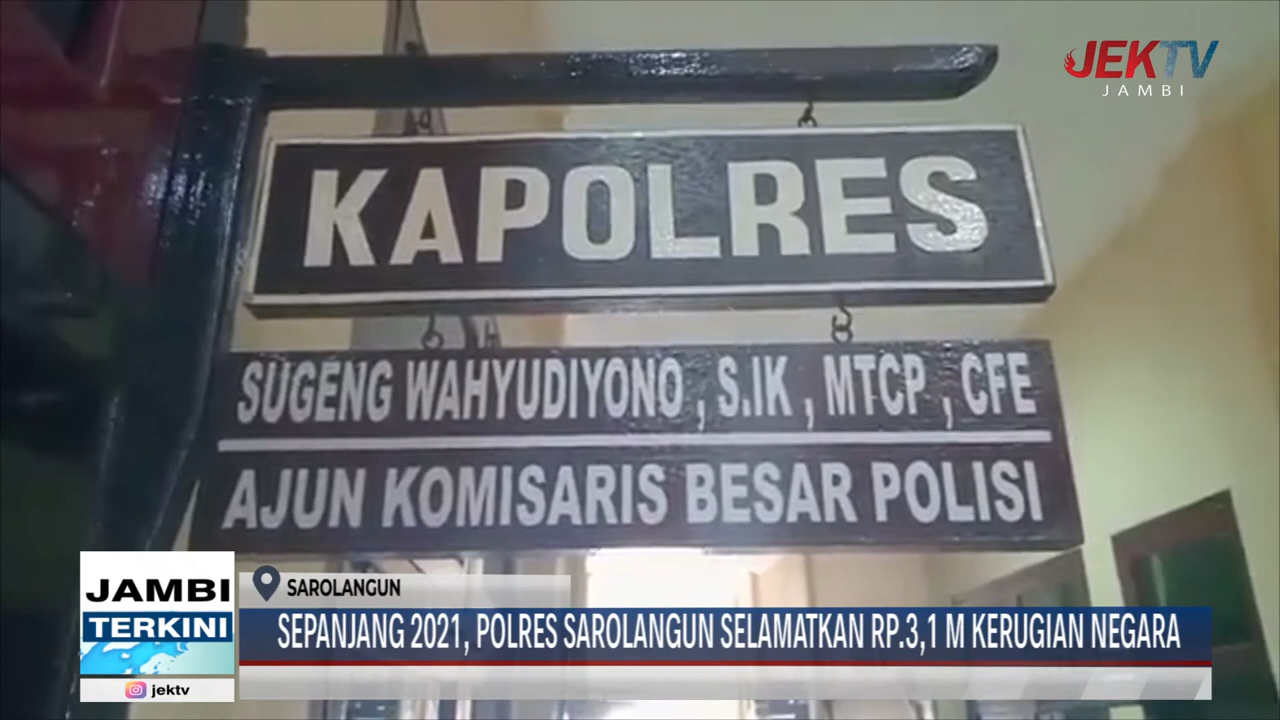 JEKTV
JAMBI
KAPOLRES
SUGENG WAHYUDIYONO , S.IK , MTCP , CFE
AJUN KOMISARIS BESAR POLISI
JAMBI
TERKINI
jektv
SAROLANGUN
SEPANJANG 2021, POLRES SAROLANGUN SELAMATKAN RP.3,1 M KERUGIAN NEGARA